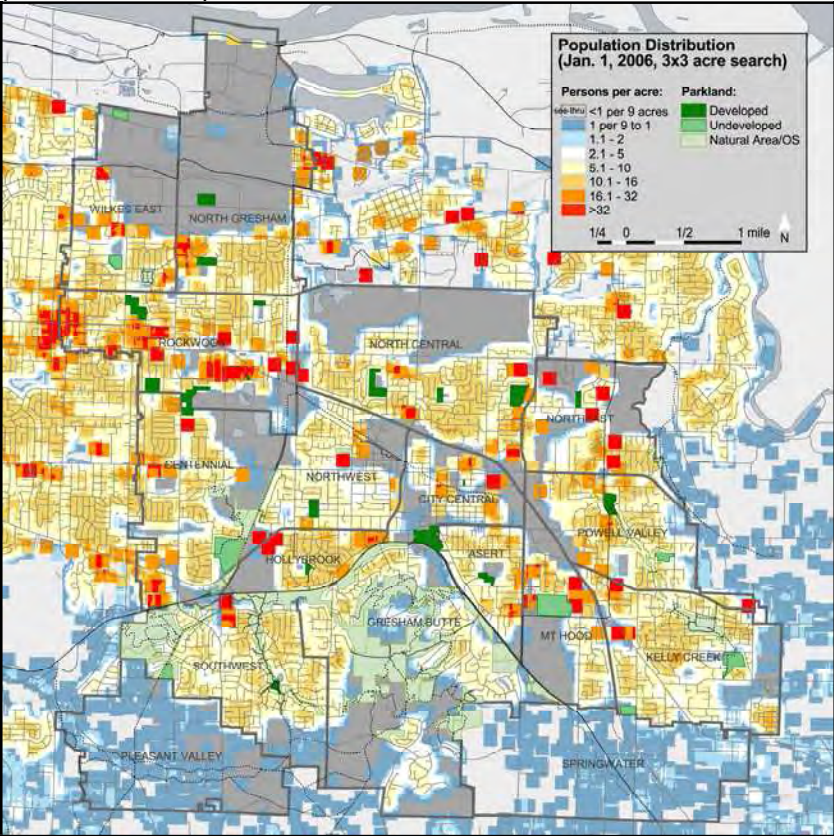 Population Distribution
(Jan. 1, 2006, 3x3 acre search)
Persons per acre: Parkland:
see-thru <1 per 9 acres Developed
1 per 9 to 1 Undeveloped
1.1 - 2 Natural Area/OS
2.1 - 5
5.1 - 10
10.1 - 16
16.1 - 32
>32
1/4 0 1/2 1 mile N
WILKES EAST
NORTH GRESHAM
ROCKWOOD
NORTH CENTRAL
NORTHEAST
CENTENNIAL
NORTHWEST
CITY CENTRAL
POWELL VALLEY
HOLLYBROOK
ASERT
GRESHAM BUTTE
MT HOOD
SOUTHWEST
KELLY CREEK
PLEASANT VALLEY
SPRINGWATER